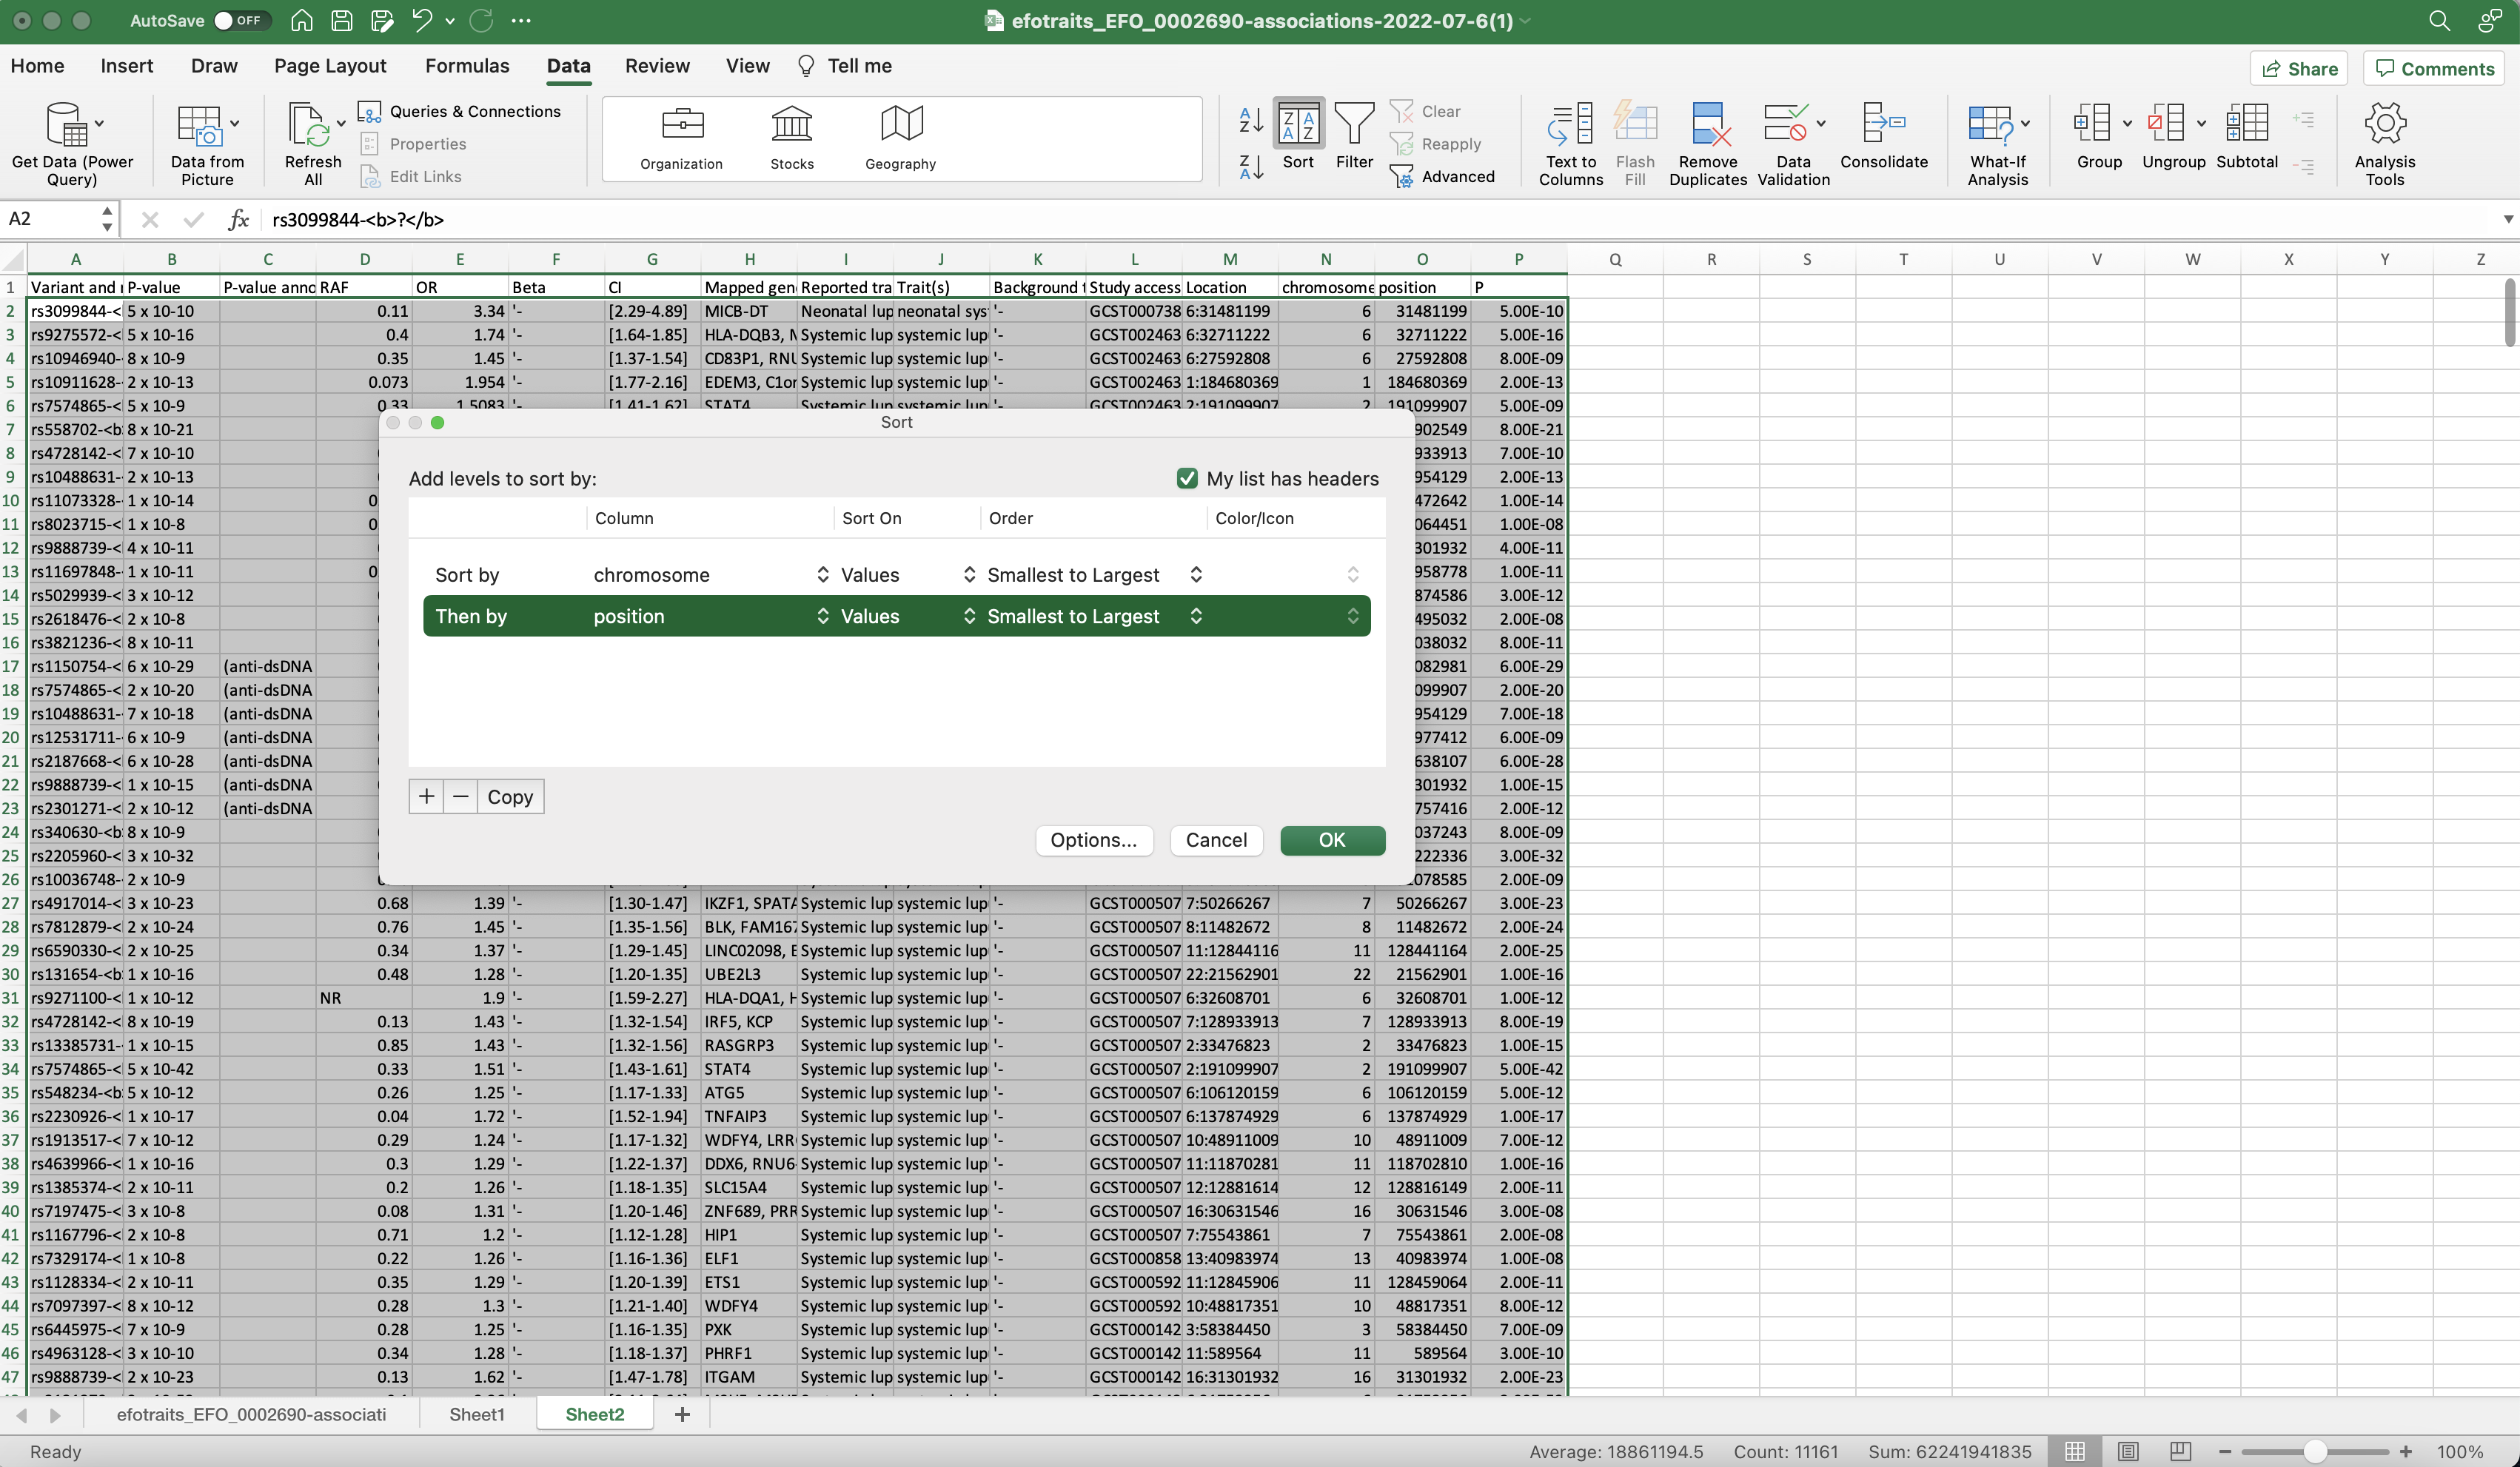 AutoSave OFF efotraits_EFO_0002690-associations-2022-07-6(1)
Home Insert Draw Page Layout Formulas Data Review View Tell me Share Comments
Get Data (Power Query) Data from Picture Refresh All Queries & Connections Properties Edit Links Organization Stocks Geography Sort Filter Clear Reapply Advanced Text to Columns Flash Fill Remove Duplicates Data Validation Consolidate What-If Analysis Group Ungroup Subtotal Analysis Tools
A2 fx rs3099844-<b>?</b>
A B C D E F G H I J K L M N O P Q R S T U V W X Y Z
1 Variant and P-value P-value anno RAF OR Beta CI Mapped gen Reported tra Trait(s) Background Study access Location chromosome position P
2 rs3099844-< 5 x 10-10 0.11 3.34 '- [2.29-4.89] MICB-DT Neonatal lup neonatal sys '- GCST000738 6:31481199 6 31481199 5.00E-10
3 rs9275572-< 5 x 10-16 0.4 1.74 '- [1.64-1.85] HLA-DQB3, Systemic lup systemic lup '- GCST002463 6:32711222 6 32711222 5.00E-16
4 rs10946940- 8 x 10-9 0.35 1.45 '- [1.37-1.54] CD83P1, RNU Systemic lup systemic lup '- GCST002463 6:27592808 6 27592808 8.00E-09
5 rs10911628- 2 x 10-13 0.073 1.954 '- [1.77-2.16] EDEM3, C1or Systemic lup systemic lup '- GCST002463 1:184680369 1 184680369 2.00E-13
6 rs7574865-< 5 x 10-9 0.33 1.5083 '- [1.41-1.62] STAT4 Systemic lup systemic lup '- GCST002463 2:191099907 2 191099907 5.00E-09
7 rs558702-<b 8 x 10-21 902549 8.00E-21
8 rs4728142-< 7 x 10-10 933913 7.00E-10
9 rs10488631- 2 x 10-13 954129 2.00E-13
10 rs11073328- 1 x 10-14 0 472642 1.00E-14
11 rs8023715-< 1 x 10-8 0 064451 1.00E-08
12 rs9888739-< 4 x 10-11 301932 4.00E-11
13 rs11697848- 1 x 10-11 0 958778 1.00E-11
14 rs5029939-< 3 x 10-12 874586 3.00E-12
15 rs2618476-< 2 x 10-8 495032 2.00E-08
16 rs3821236-< 8 x 10-11 038032 8.00E-11
17 rs1150754-< 6 x 10-29 (anti-dsDNA 082981 6.00E-29
18 rs7574865-< 2 x 10-20 (anti-dsDNA 099907 2.00E-20
19 rs10488631- 7 x 10-18 (anti-dsDNA 954129 7.00E-18
20 rs12531711- 6 x 10-9 (anti-dsDNA 977412 6.00E-09
21 rs2187668-< 6 x 10-28 (anti-dsDNA 638107 6.00E-28
22 rs9888739-< 1 x 10-15 (anti-dsDNA 301932 1.00E-15
23 rs2301271-< 2 x 10-12 (anti-dsDNA 757416 2.00E-12
24 rs340630-<b 8 x 10-9 037243 8.00E-09
25 rs2205960-< 3 x 10-32 222336 3.00E-32
26 rs10036748- 2 x 10-9 078585 2.00E-09
Sort
Add levels to sort by: My list has headers
Column Sort On Order Color/Icon
Sort by chromosome Values Smallest to Largest
Then by position Values Smallest to Largest
+ − Copy
Options... Cancel OK
27 rs4917014-< 3 x 10-23 0.68 1.39 '- [1.30-1.47] IKZF1, SPATA Systemic lup systemic lup '- GCST000507 7:50266267 7 50266267 3.00E-23
28 rs7812879-< 2 x 10-24 0.76 1.45 '- [1.35-1.56] BLK, FAM167 Systemic lup systemic lup '- GCST000507 8:11482672 8 11482672 2.00E-24
29 rs6590330-< 2 x 10-25 0.34 1.37 '- [1.29-1.45] LINC02098, E Systemic lup systemic lup '- GCST000507 11:12844116 11 128441164 2.00E-25
30 rs131654-<b 1 x 10-16 0.48 1.28 '- [1.20-1.35] UBE2L3 Systemic lup systemic lup '- GCST000507 22:21562901 22 21562901 1.00E-16
31 rs9271100-< 1 x 10-12 NR 1.9 '- [1.59-2.27] HLA-DQA1, H Systemic lup systemic lup '- GCST000507 6:32608701 6 32608701 1.00E-12
32 rs4728142-< 8 x 10-19 0.13 1.43 '- [1.32-1.54] IRF5, KCP Systemic lup systemic lup '- GCST000507 7:128933913 7 128933913 8.00E-19
33 rs13385731- 1 x 10-15 0.85 1.43 '- [1.32-1.56] RASGRP3 Systemic lup systemic lup '- GCST000507 2:33476823 2 33476823 1.00E-15
34 rs7574865-< 5 x 10-42 0.33 1.51 '- [1.43-1.61] STAT4 Systemic lup systemic lup '- GCST000507 2:191099907 2 191099907 5.00E-42
35 rs548234-<b 5 x 10-12 0.26 1.25 '- [1.17-1.33] ATG5 Systemic lup systemic lup '- GCST000507 6:106120159 6 106120159 5.00E-12
36 rs2230926-< 1 x 10-17 0.04 1.72 '- [1.52-1.94] TNFAIP3 Systemic lup systemic lup '- GCST000507 6:137874929 6 137874929 1.00E-17
37 rs1913517-< 7 x 10-12 0.29 1.24 '- [1.17-1.32] WDFY4, LRR Systemic lup systemic lup '- GCST000507 10:48911009 10 48911009 7.00E-12
38 rs4639966-< 1 x 10-16 0.3 1.29 '- [1.22-1.37] DDX6, RNU6- Systemic lup systemic lup '- GCST000507 11:11870281 11 118702810 1.00E-16
39 rs1385374-< 2 x 10-11 0.2 1.26 '- [1.18-1.35] SLC15A4 Systemic lup systemic lup '- GCST000507 12:12881614 12 128816149 2.00E-11
40 rs7197475-< 3 x 10-8 0.08 1.31 '- [1.20-1.46] ZNF689, PRR Systemic lup systemic lup '- GCST000507 16:30631546 16 30631546 3.00E-08
41 rs1167796-< 2 x 10-8 0.71 1.2 '- [1.12-1.28] HIP1 Systemic lup systemic lup '- GCST000507 7:75543861 7 75543861 2.00E-08
42 rs7329174-< 1 x 10-8 0.22 1.26 '- [1.16-1.36] ELF1 Systemic lup systemic lup '- GCST000858 13:40983974 13 40983974 1.00E-08
43 rs1128334-< 2 x 10-11 0.35 1.29 '- [1.20-1.39] ETS1 Systemic lup systemic lup '- GCST000592 11:12845906 11 128459064 2.00E-11
44 rs7097397-< 8 x 10-12 0.28 1.3 '- [1.21-1.40] WDFY4 Systemic lup systemic lup '- GCST000592 10:48817351 10 48817351 8.00E-12
45 rs6445975-< 7 x 10-9 0.28 1.25 '- [1.16-1.35] PXK Systemic lup systemic lup '- GCST000142 3:58384450 3 58384450 7.00E-09
46 rs4963128-< 3 x 10-10 0.34 1.28 '- [1.18-1.37] PHRF1 Systemic lup systemic lup '- GCST000142 11:589564 11 589564 3.00E-10
47 rs9888739-< 2 x 10-23 0.13 1.62 '- [1.47-1.78] ITGAM Systemic lup systemic lup '- GCST000142 16:31301932 16 31301932 2.00E-23
efotraits_EFO_0002690-associati Sheet1 Sheet2 +
Ready Average: 18861194.5 Count: 11161 Sum: 62241941835 − + 100%